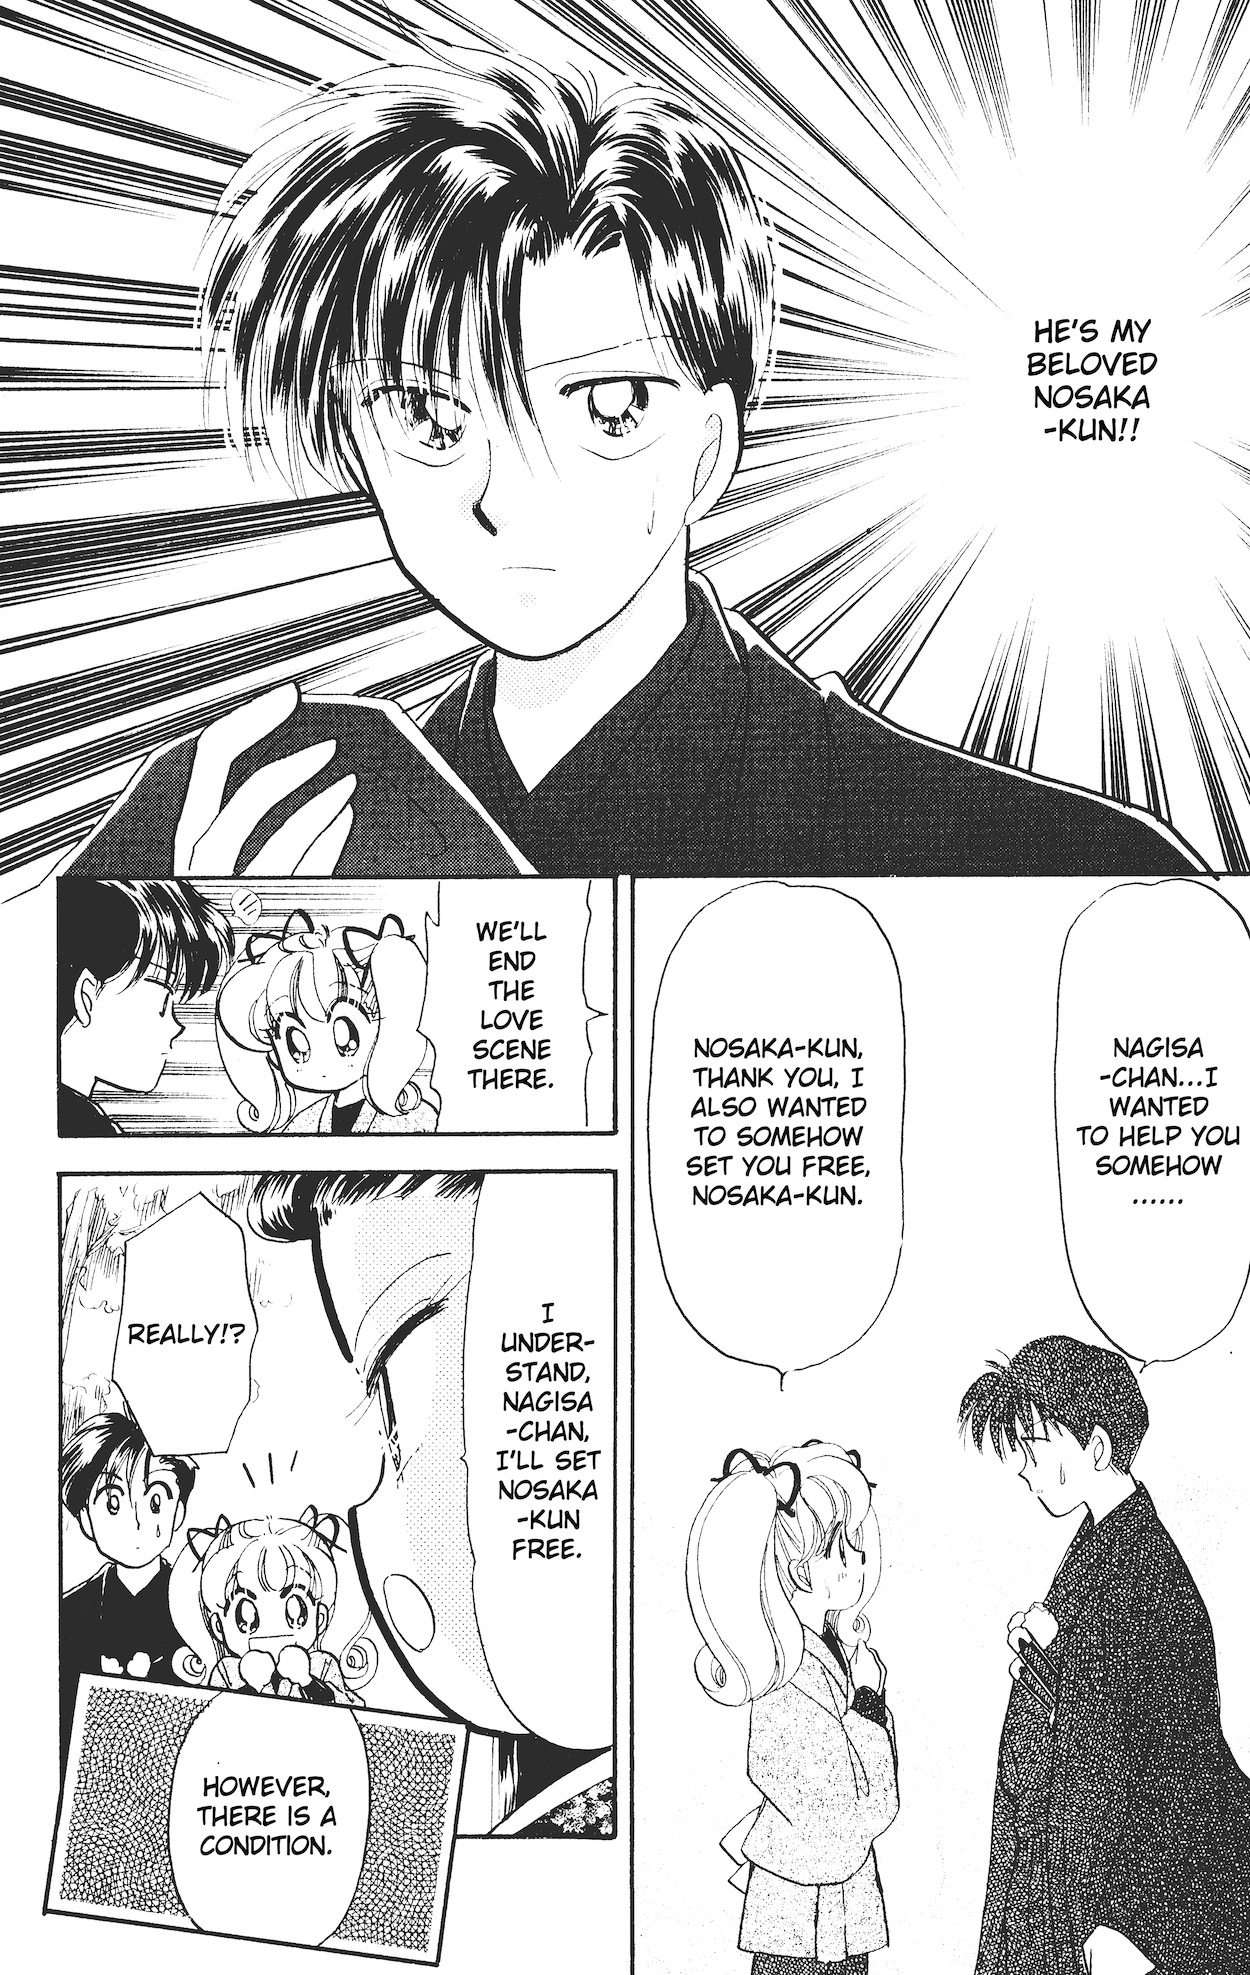 HE'S MY
BELOVED
NOSAKA
-KUN!!
NAGISA
-CHAN...I
WANTED
TO HELP YOU
SOMEHOW
......
NOSAKA-KUN,
THANK YOU, I
ALSO WANTED
TO SOMEHOW
SET YOU FREE,
NOSAKA-KUN.
WE'LL
END
THE
LOVE
SCENE
THERE.
I
UNDER-
STAND,
NAGISA
-CHAN,
I'LL SET
NOSAKA
-KUN
FREE.
REALLY!?
HOWEVER,
THERE IS A
CONDITION.